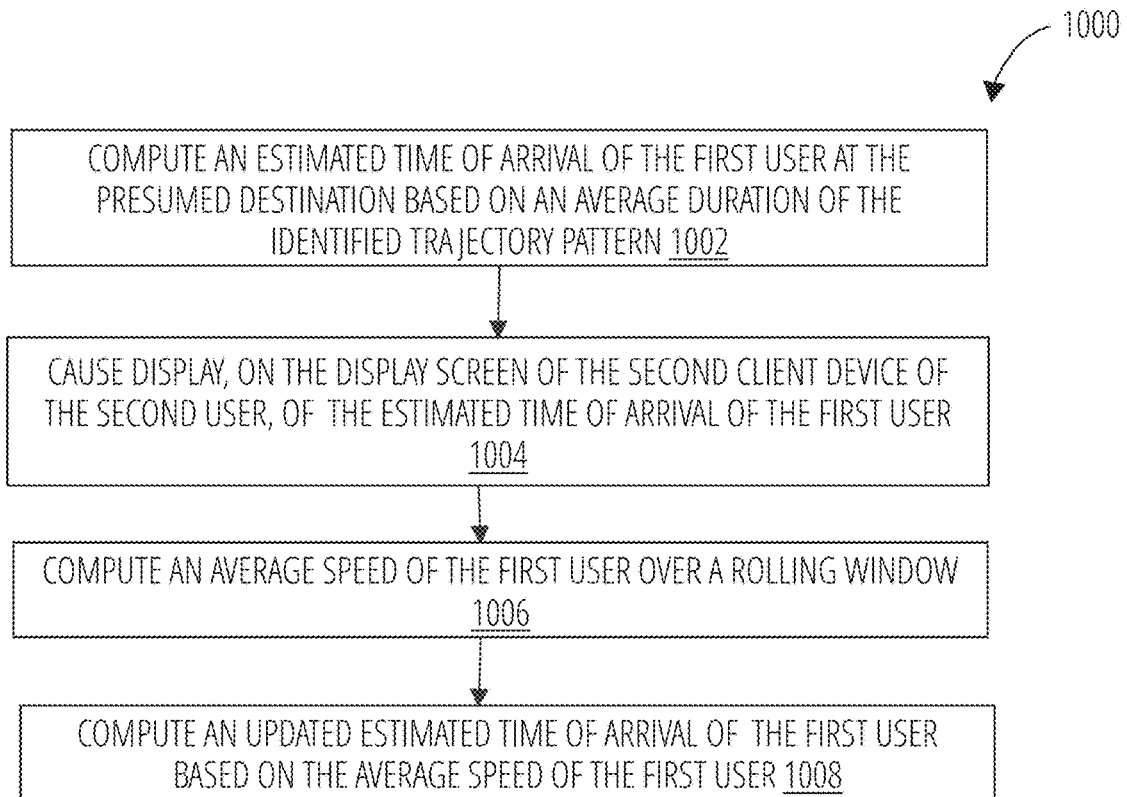 1000
COMPUTE AN ESTIMATED TIME OF ARRIVAL OF THE FIRST USER AT THE
PRESUMED DESTINATION BASED ON AN AVERAGE DURATION OF THE
IDENTIFIED TRAJECTORY PATTERN 1002
CAUSE DISPLAY, ON THE DISPLAY SCREEN OF THE SECOND CLIENT DEVICE OF
THE SECOND USER, OF THE ESTIMATED TIME OF ARRIVAL OF THE FIRST USER
1004
COMPUTE AN AVERAGE SPEED OF THE FIRST USER OVER A ROLLING WINDOW
1006
COMPUTE AN UPDATED ESTIMATED TIME OF ARRIVAL OF THE FIRST USER
BASED ON THE AVERAGE SPEED OF THE FIRST USER 1008